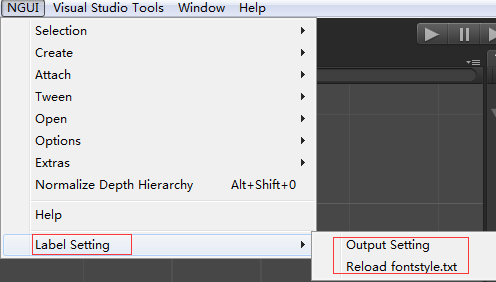 NGUI Visual Studio Tools Window Help
Selection
Create
Attach
Tween
Open
Options
Extras
Normalize Depth Hierarchy Alt+Shift+0
Help
Label Setting
Output Setting
Reload fontstyle.txt